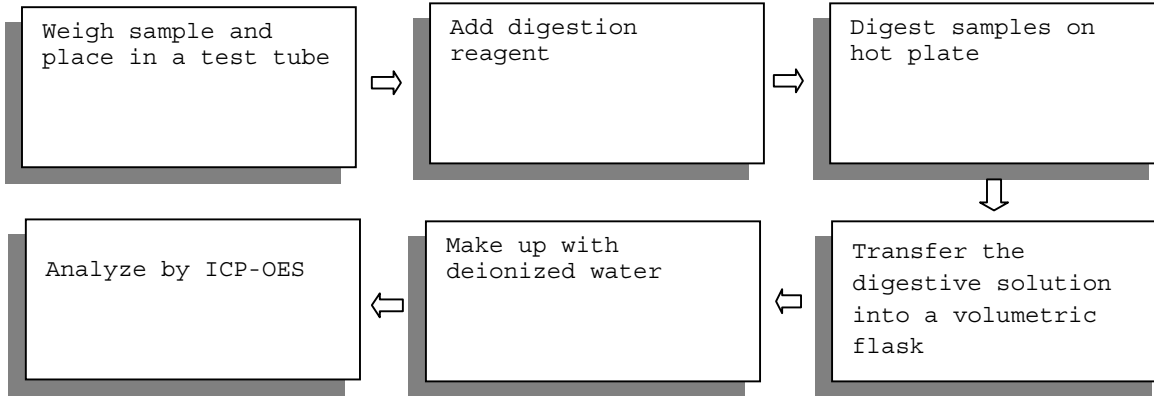 Weigh sample and
place in a test tube
Add digestion
reagent
Digest samples on
hot plate
Transfer the
digestive solution
into a volumetric
flask
Make up with
deionized water
Analyze by ICP-OES